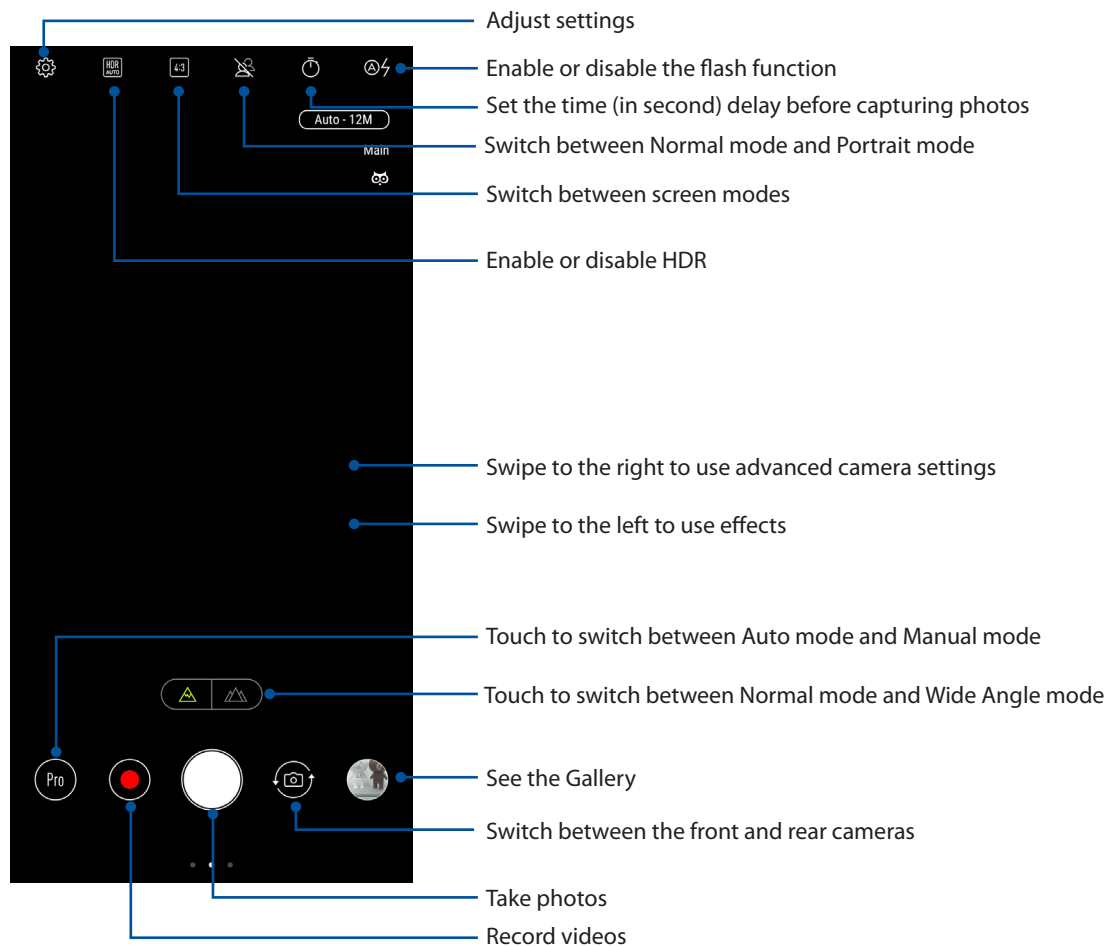 Adjust settings
HDR
AUTO
4:3
A
Enable or disable the flash function
Set the time (in second) delay before capturing photos
Auto - 12M
Switch between Normal mode and Portrait mode
Main
Switch between screen modes
Enable or disable HDR
Swipe to the right to use advanced camera settings
Swipe to the left to use effects
Touch to switch between Auto mode and Manual mode
Touch to switch between Normal mode and Wide Angle mode
Pro
See the Gallery
Switch between the front and rear cameras
Take photos
Record videos